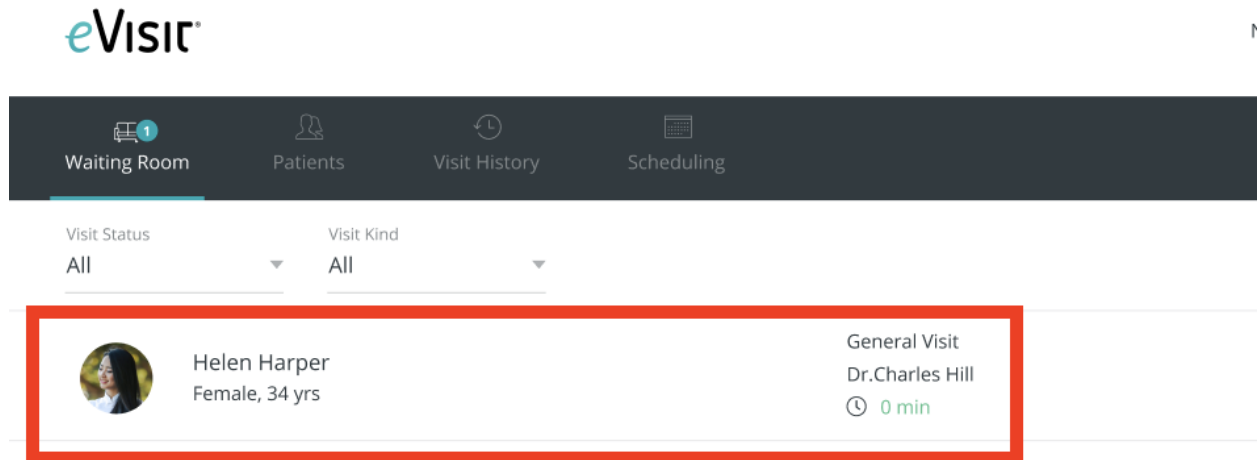 eVisit®
N
1
Waiting Room
Patients
Visit History
Scheduling
Visit Status
Visit Kind
All
All
Helen Harper
Female, 34 yrs
General Visit
Dr.Charles Hill
0 min